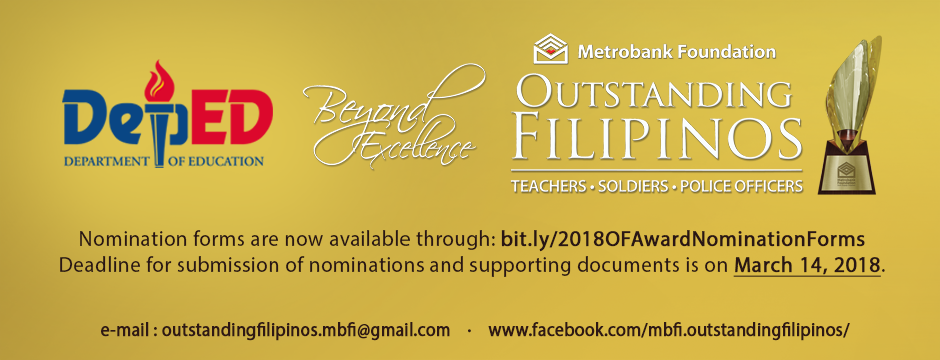 DepED
DEPARTMENT OF EDUCATION
Beyond
Excellence
Metrobank Foundation
OUTSTANDING
FILIPINOS
TEACHERS • SOLDIERS • POLICE OFFICERS
Metrobank
Foundation
Nomination forms are now available through: bit.ly/2018OFAwardNominationForms
Deadline for submission of nominations and supporting documents is on March 14, 2018.
e-mail : outstandingfilipinos.mbfi@gmail.com · www.facebook.com/mbfi.outstandingfilipinos/